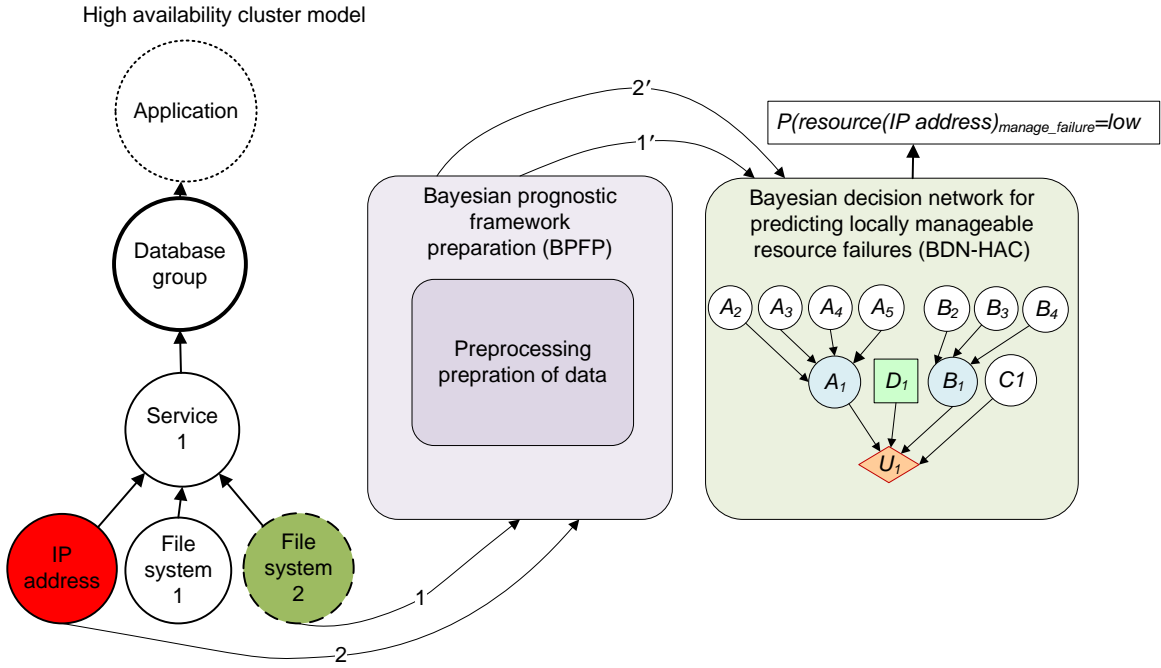 High availability cluster model
Application
Database
group
Service
1
IP
address
File
system
1
File
system
2
1
2
2′
1′
Bayesian prognostic
framework
preparation (BPFP)
Preprocessing
prepration of data
P(resource(IP address)manage_failure=low
Bayesian decision network for
predicting locally manageable
resource failures (BDN-HAC)
A2 A3 A4 A5 B2 B3 B4
A1 D1 B1 C1
U1